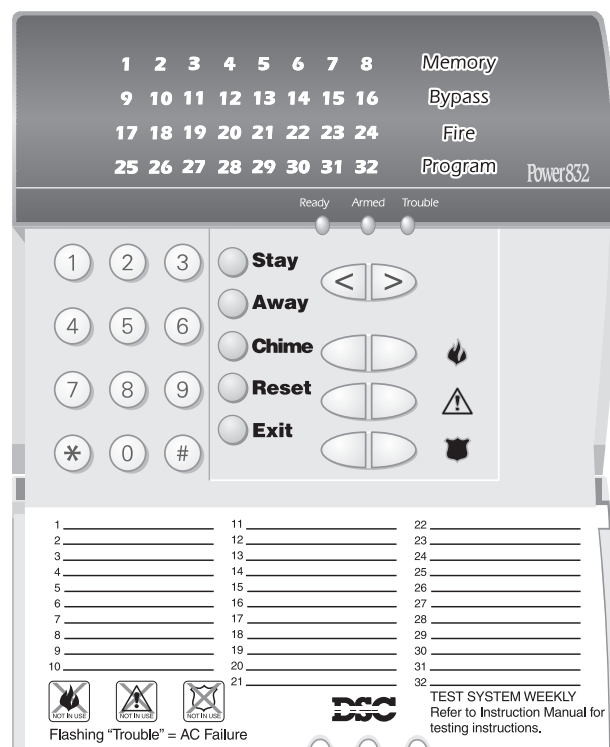 1 2 3 4 5 6 7 8 Memory
9 10 11 12 13 14 15 16 Bypass
17 18 19 20 21 22 23 24 Fire
25 26 27 28 29 30 31 32 Program
Power832
Ready Armed Trouble
1 2 3
4 5 6
7 8 9
* 0 #
Stay
Away
Chime
Reset
Exit
< >
1
2
3
4
5
6
7
8
9
10
11
12
13
14
15
16
17
18
19
20
21
22
23
24
25
26
27
28
29
30
31
32
NOT IN USE NOT IN USE NOT IN USE
Flashing "Trouble" = AC Failure
DSC
TEST SYSTEM WEEKLY
Refer to Instruction Manual for
testing instructions.